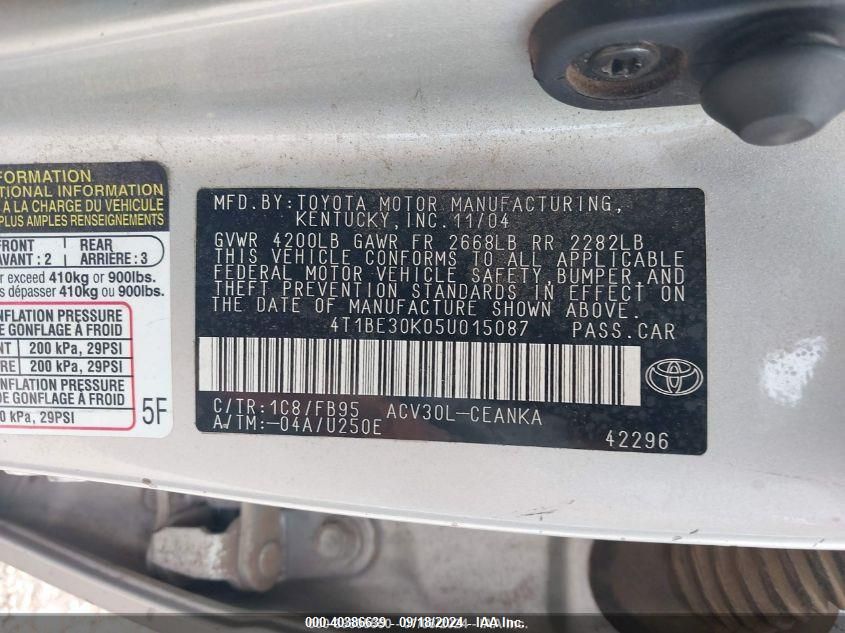 FORMATION
TIONAL INFORMATION
À LA CHARGE DU VÉHICULE
PLUS AMPLES RENSEIGNEMENTS
FRONT
AVANT : 2
REAR
ARRIÈRE : 3
exceed 410kg or 900lbs.
dépasser 410kg ou 900lbs.
NFLATION PRESSURE
E GONFLAGE À FROID
NT 200 kPa, 29PSI
RE 200 kPa, 29PSI
NFLATION PRESSURE
DE GONFLAGE À FROID
kPa, 29PSI
5F
MFD.BY:TOYOTA MOTOR MANUFACTURING,
KENTUCKY,INC.11/04
GVWR 4200LB GAWR FR 2668LB RR 2282LB
THIS VEHICLE CONFORMS TO ALL APPLICABLE
FEDERAL MOTOR VEHICLE SAFETY, BUMPER,AND
THEFT PREVENTION STANDARDS IN EFFECT ON
THE DATE OF MANUFACTURE SHOWN ABOVE.
4T1BE30K05U015087 PASS.CAR
C/TR:1C8/FB95 ACV30L-CEANKA
A/TM:-04A/U250E
42296
000-40386639 - 09/18/2024 - IAA Inc.